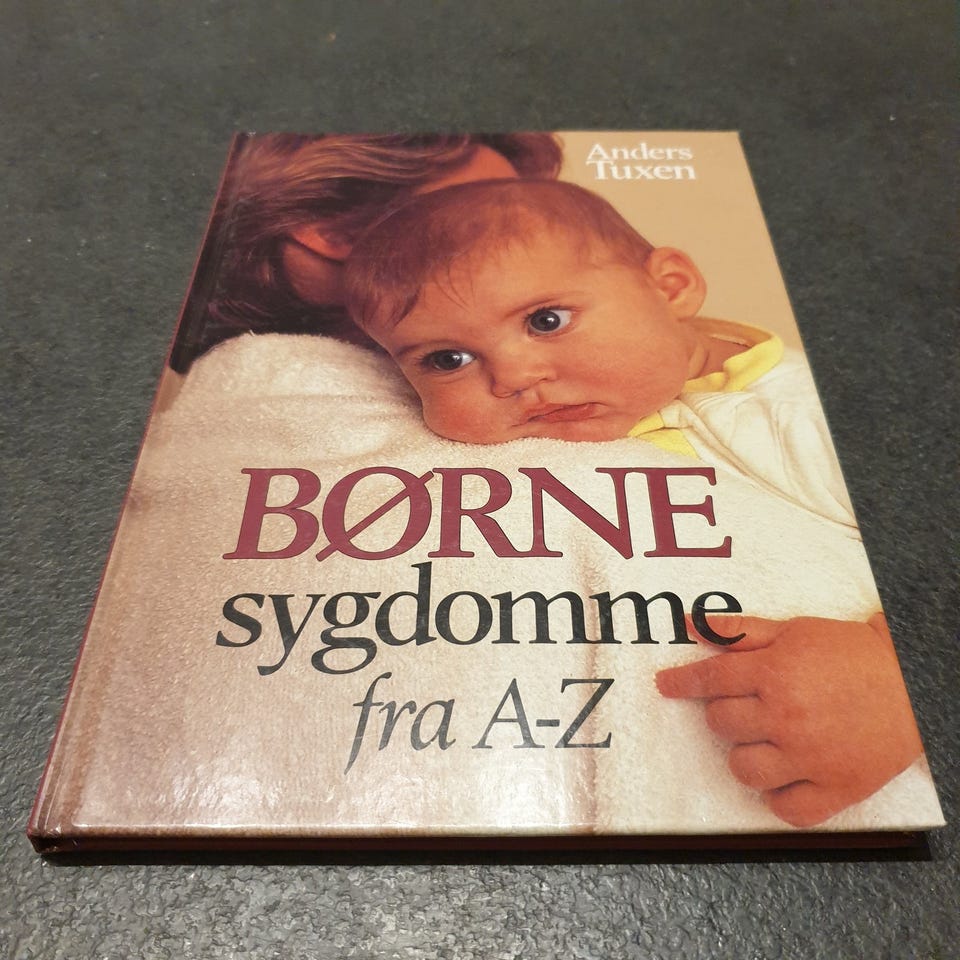 Anders
Tuxen
BØRNE
sygdomme
fra A-Z